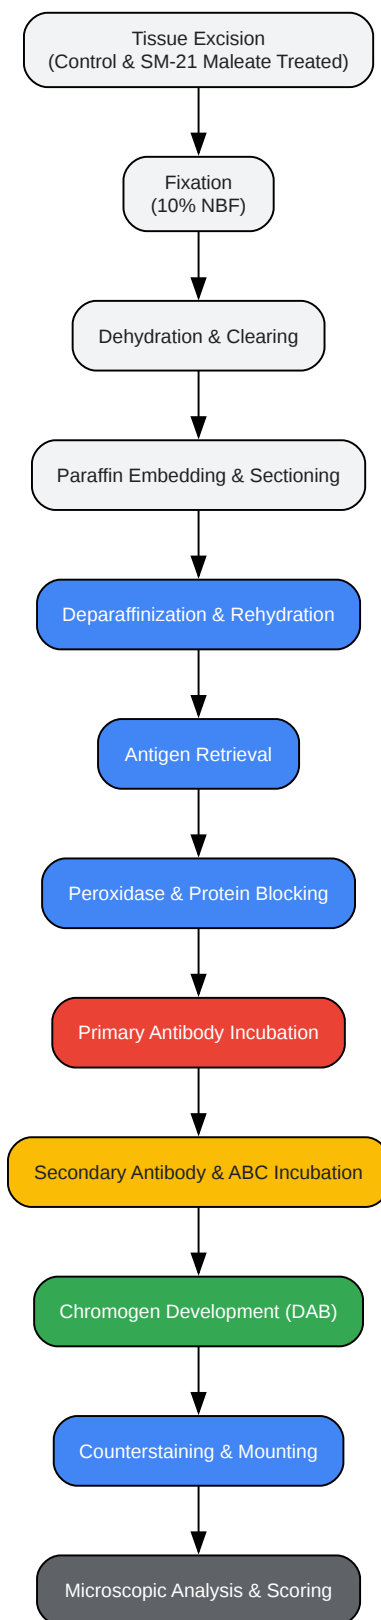 Tissue Excision
(Control & SM-21 Maleate Treated)
Fixation
(10% NBF)
Dehydration & Clearing
Paraffin Embedding & Sectioning
Deparaffinization & Rehydration
Antigen Retrieval
Peroxidase & Protein Blocking
Primary Antibody Incubation
Secondary Antibody & ABC Incubation
Chromogen Development (DAB)
Counterstaining & Mounting
Microscopic Analysis & Scoring